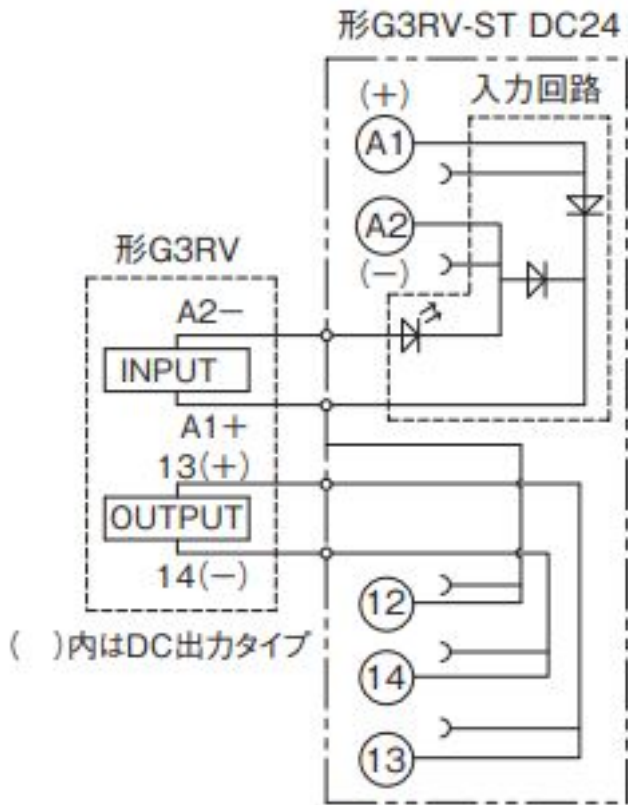 形G3RV-ST DC24
(+)
入力回路
A1
A2
(−)
形G3RV
A2−
INPUT
A1+
13(+)
OUTPUT
14(−)
(　)内はDC出力タイプ
12
14
13